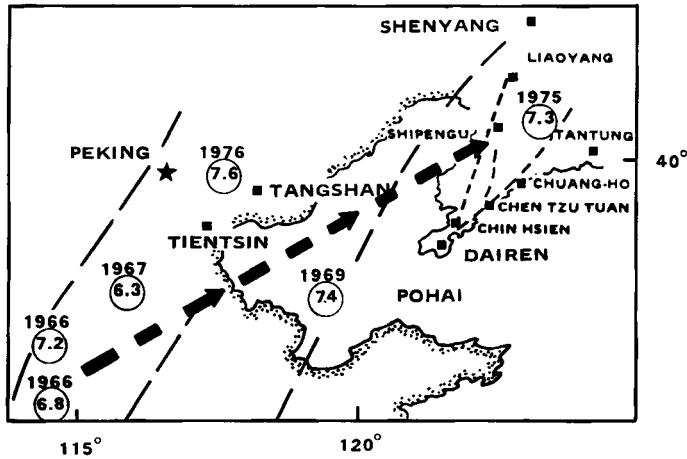 SHENYANG
LIAOYANG
1975
7.3
SHIPENGU
TANTUNG
PEKING
1976
7.6
40°
TANGSHAN
CHUANG-HO
CHEN TZU TUAN
TIENTSIN
CHIN HSIEN
DAIREN
1967
6.3
1969
7.4
POHAI
1966
7.2
1966
6.8
115°
120°